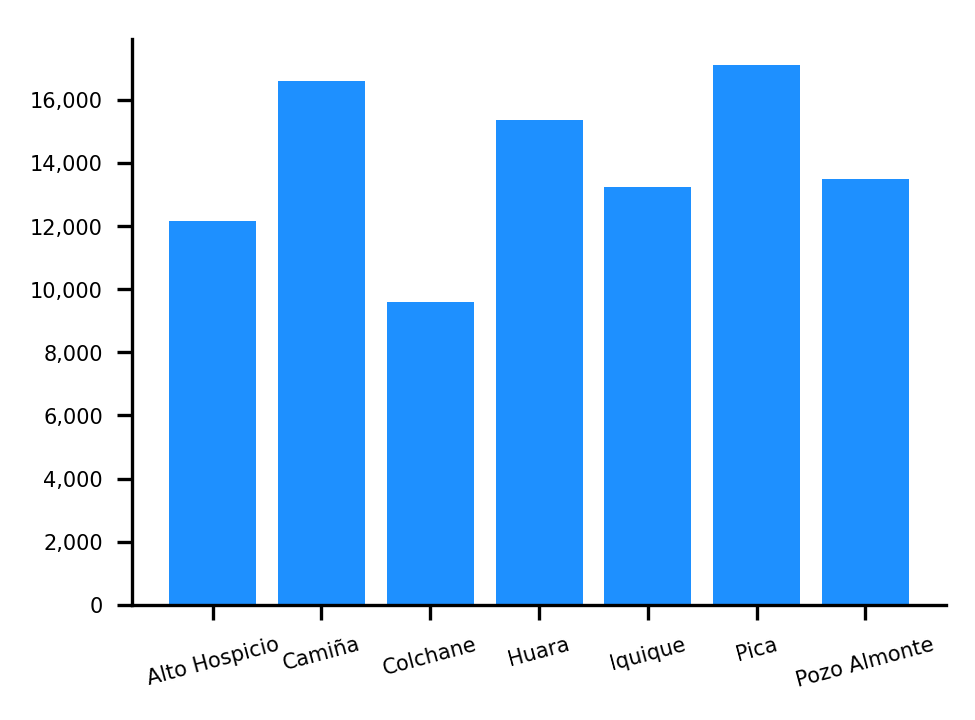 16,000
14,000
12,000
10,000
8,000
6,000
4,000
2,000
0
Alto Hospicio
Camiña
Colchane
Huara
Iquique
Pica
Pozo Almonte